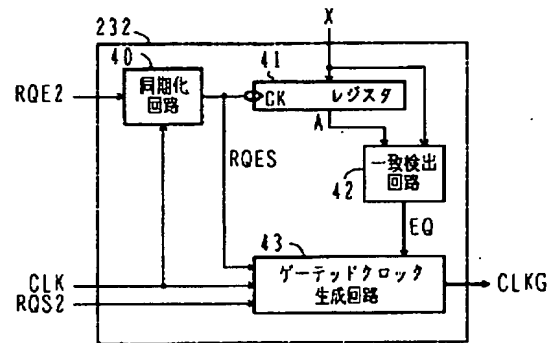 X
232
40
41
同期化
回路
RQE2
CK レジスタ
A
RQES
一致検出
回路
42
EQ
43
ゲーテッドクロック
生成回路
CLK
RQS2
CLKG